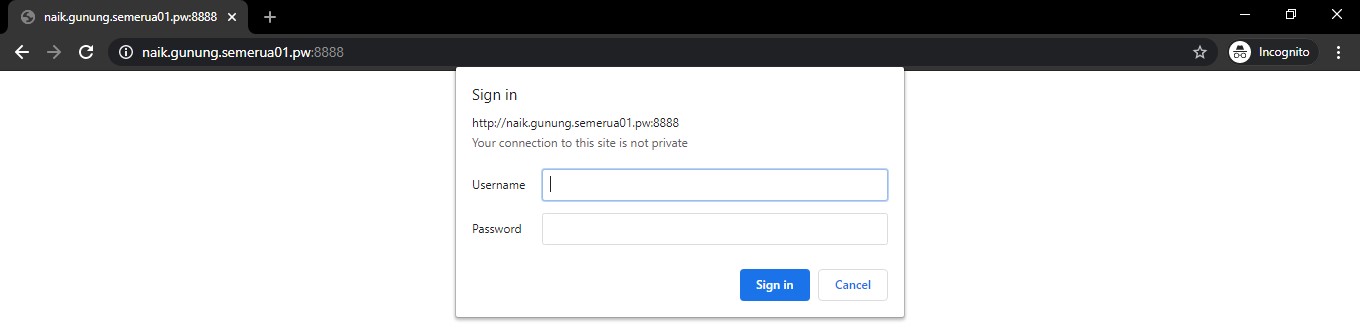 naik.gunung.semerua01.pw:8888
naik.gunung.semerua01.pw:8888
Incognito
Sign in
http://naik.gunung.semerua01.pw:8888
Your connection to this site is not private
Username
Password
Sign in Cancel